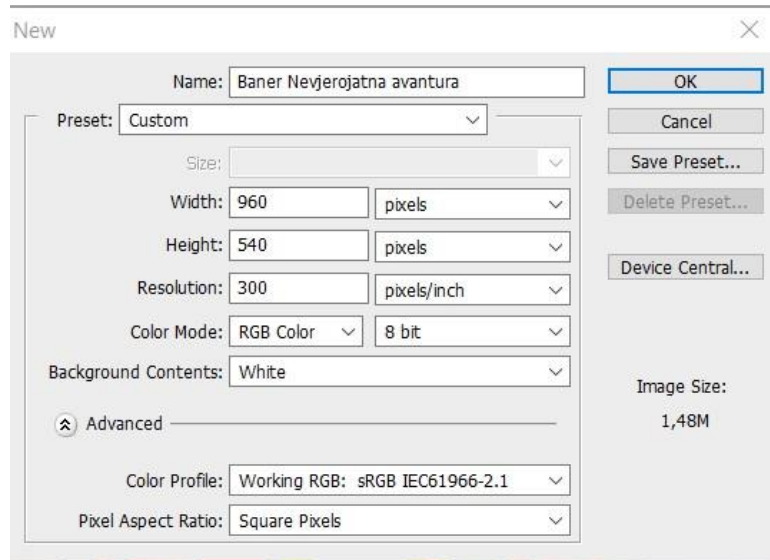 New
Name: Baner Nevjerojatna avantura
OK
Preset: Custom
Cancel
Size:
Save Preset...
Width: 960 pixels
Delete Preset...
Height: 540 pixels
Device Central...
Resolution: 300 pixels/inch
Color Mode: RGB Color 8 bit
Background Contents: White
Image Size:
1,48M
Advanced
Color Profile: Working RGB: sRGB IEC61966-2.1
Pixel Aspect Ratio: Square Pixels